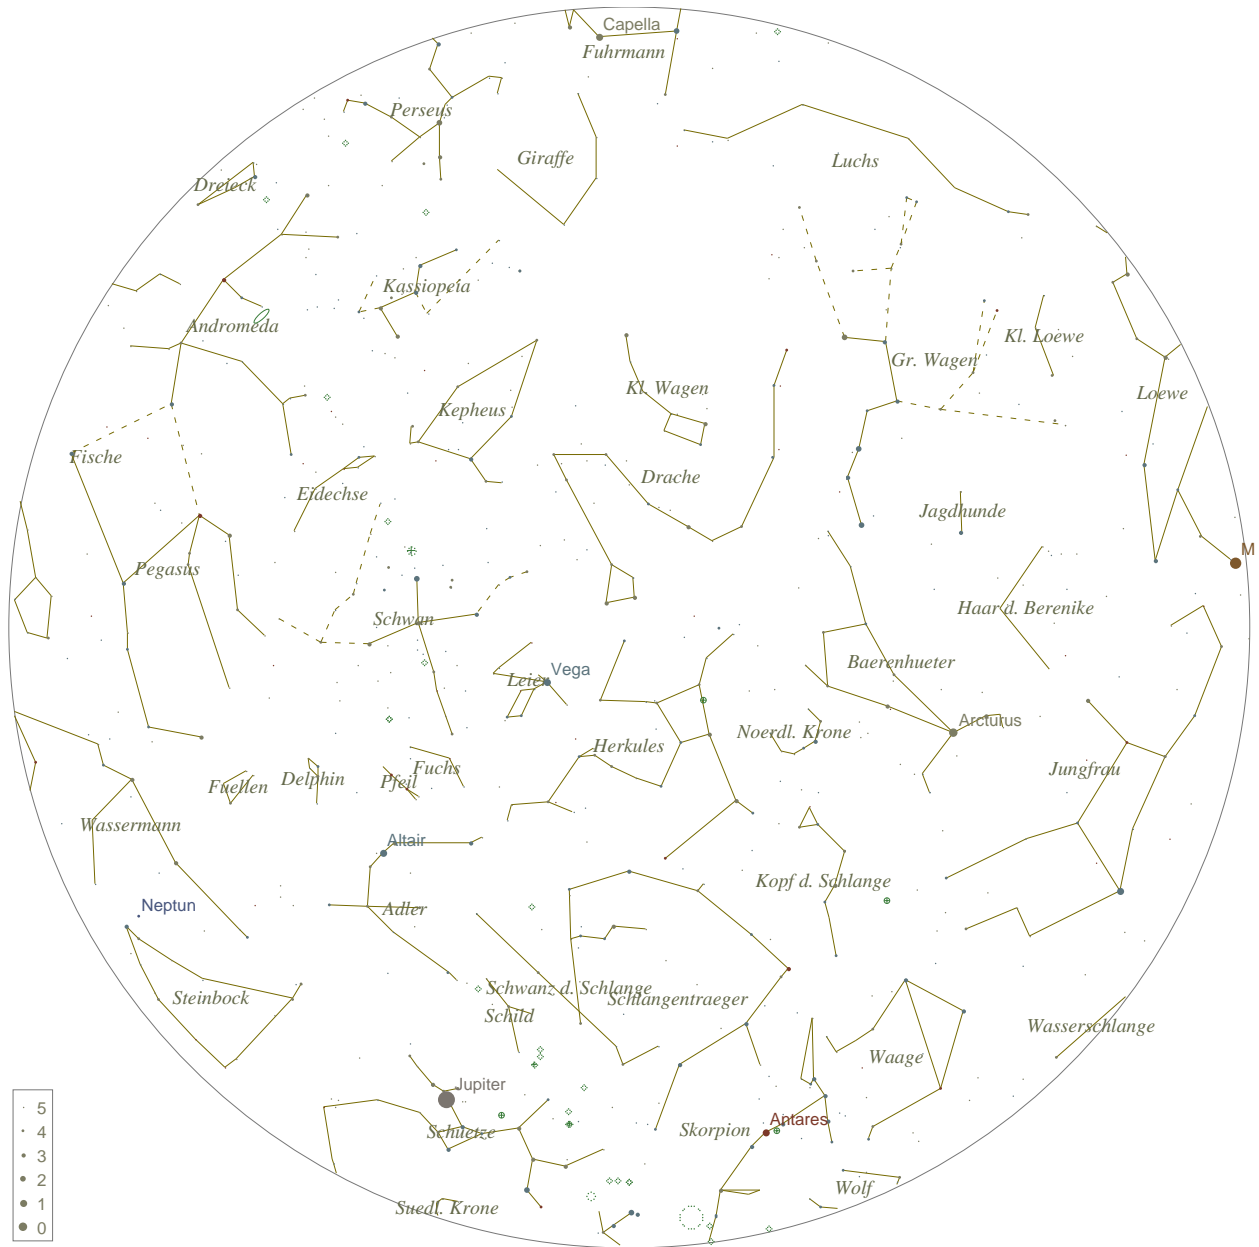 Capella
Fuhrmann
Perseus
Giraffe
Luchs
Dreieck
Kassiopeia
Andromeda
Kl. Loewe
Gr. Wagen
Kl. Wagen
Loewe
Kepheus
Fische
Drache
Eidechse
Jagdhunde
M
Pegasus
Haar d. Berenike
Schwan
Baerenhueter
Vega
Leier
Arcturus
Noerdl. Krone
Herkules
Jungfrau
Fuchs
Delphin
Pfeil
Fuellen
Wassermann
Altair
Kopf d. Schlange
Neptun
Adler
Schwanz d. Schlange
Steinbock
Schlangentraeger
Schild
Wasserschlange
Waage
Jupiter
Antares
Schuetze
Skorpion
Wolf
Suedl. Krone
5
4
3
2
1
0